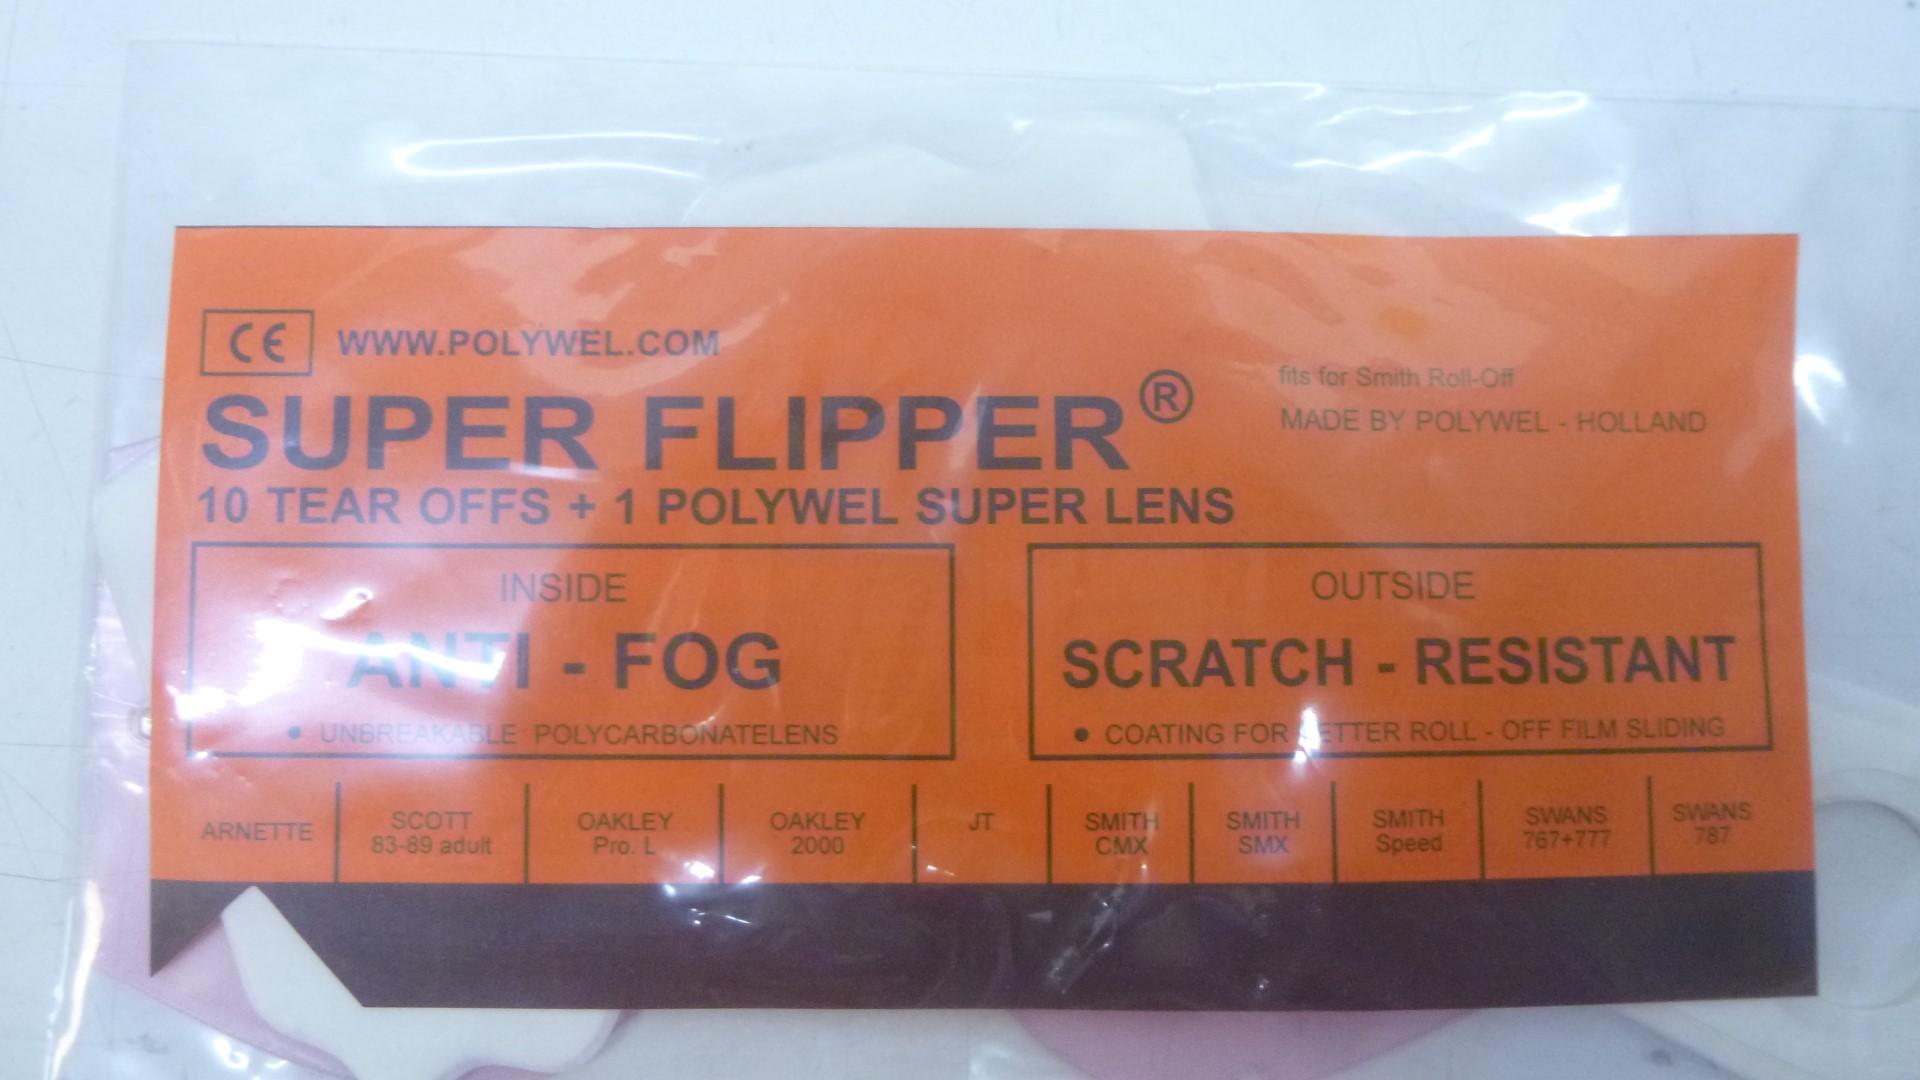 CE WWW.POLYWEL.COM
SUPER FLIPPER®
fits for Smith Roll-Off
MADE BY POLYWEL - HOLLAND
10 TEAR OFFS + 1 POLYWEL SUPER LENS
INSIDE
ANTI - FOG
• UNBREAKABLE POLYCARBONATELENS
OUTSIDE
SCRATCH - RESISTANT
• COATING FOR BETTER ROLL - OFF FILM SLIDING
ARNETTE
SCOTT
83-89 adult
OAKLEY
Pro. L
OAKLEY
2000
JT
SMITH
CMX
SMITH
SMX
SMITH
Speed
SWANS
767+777
SWANS
787